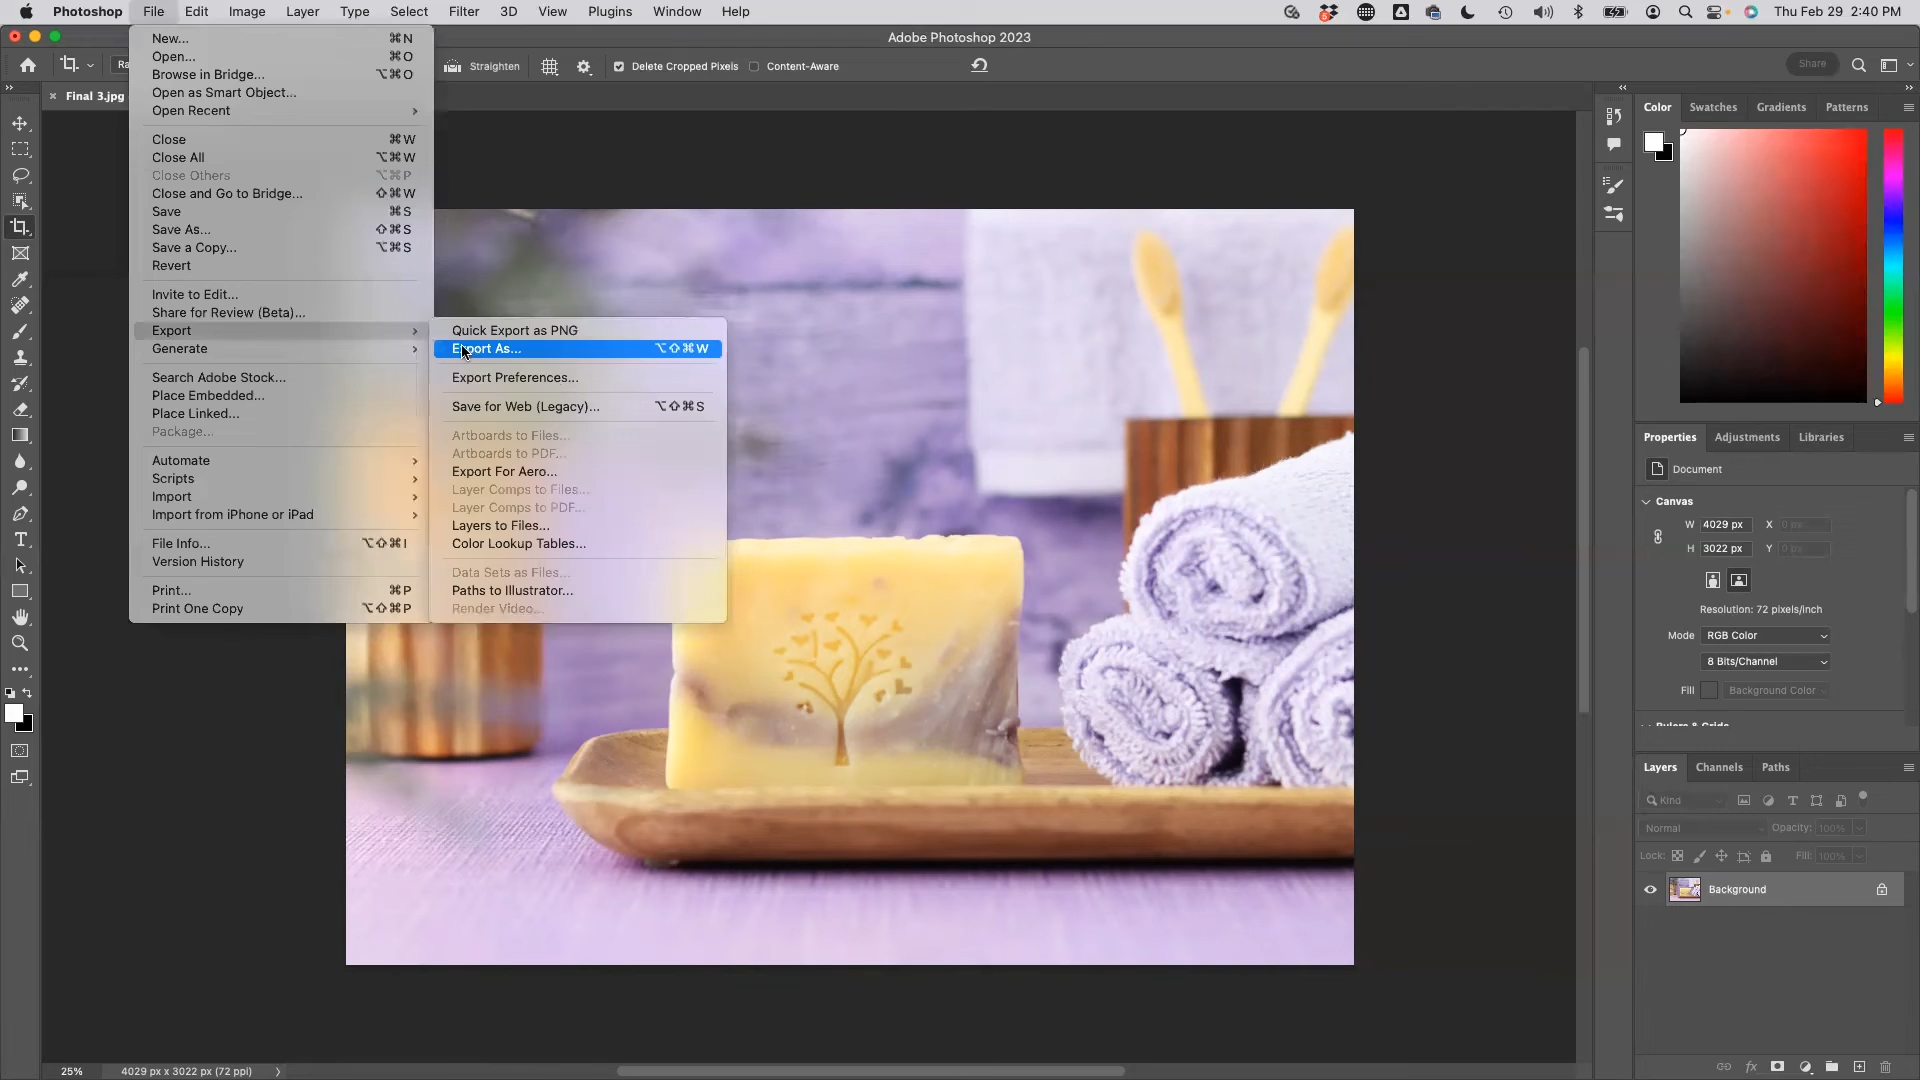 Photoshop File Edit Image Layer Type Select Filter 3D View Plugins Window Help Thu Feb 29 2:40 PM
Adobe Photoshop 2023
Straighten Delete Cropped Pixels Content-Aware Share
Final 3.jpg
New... ⌘N
Open... ⌘O
Browse in Bridge... ⌥⌘O
Open as Smart Object...
Open Recent
Close ⌘W
Close All ⌥⌘W
Close Others ⌥⌘P
Close and Go to Bridge... ⇧⌘W
Save ⌘S
Save As... ⇧⌘S
Save a Copy... ⌥⌘S
Revert
Invite to Edit...
Share for Review (Beta)...
Export
Generate
Search Adobe Stock...
Place Embedded...
Place Linked...
Package...
Automate
Scripts
Import
Import from iPhone or iPad
File Info... ⌥⇧⌘I
Version History
Print... ⌘P
Print One Copy ⌥⇧⌘P
Quick Export as PNG
Export As... ⌥⇧⌘W
Export Preferences...
Save for Web (Legacy)... ⌥⇧⌘S
Artboards to Files...
Artboards to PDF...
Export For Aero...
Layer Comps to Files...
Layer Comps to PDF...
Layers to Files...
Color Lookup Tables...
Data Sets as Files...
Paths to Illustrator...
Render Video...
Color Swatches Gradients Patterns
Properties Adjustments Libraries
Document
Canvas
W 4029 px X 0 px
H 3022 px Y 0 px
Resolution: 72 pixels/inch
Mode RGB Color
8 Bits/Channel
Fill Background Color
Rulers & Grids
Layers Channels Paths
Kind
Normal Opacity: 100%
Lock: Fill: 100%
Background
25% 4029 px x 3022 px (72 ppi)